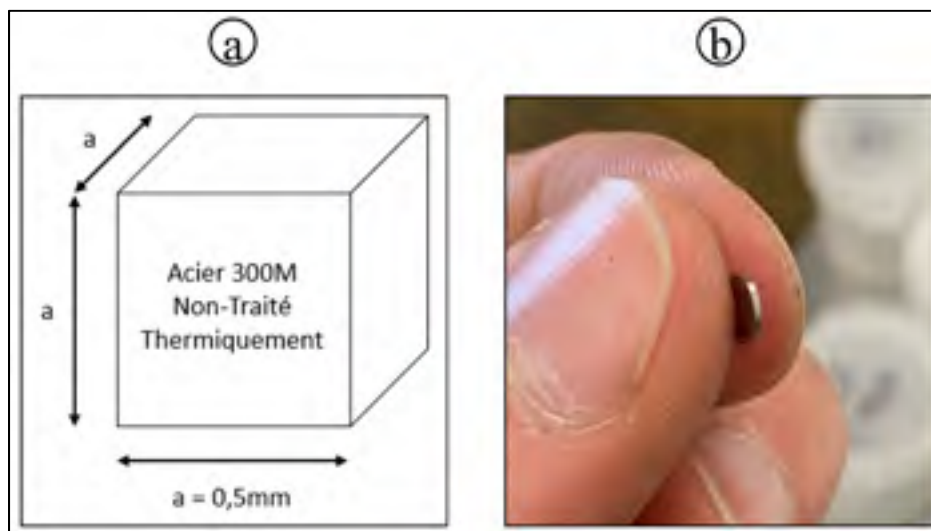 a
b
a
Acier 300M
Non-Traité
Thermiquement
a
a = 0,5mm